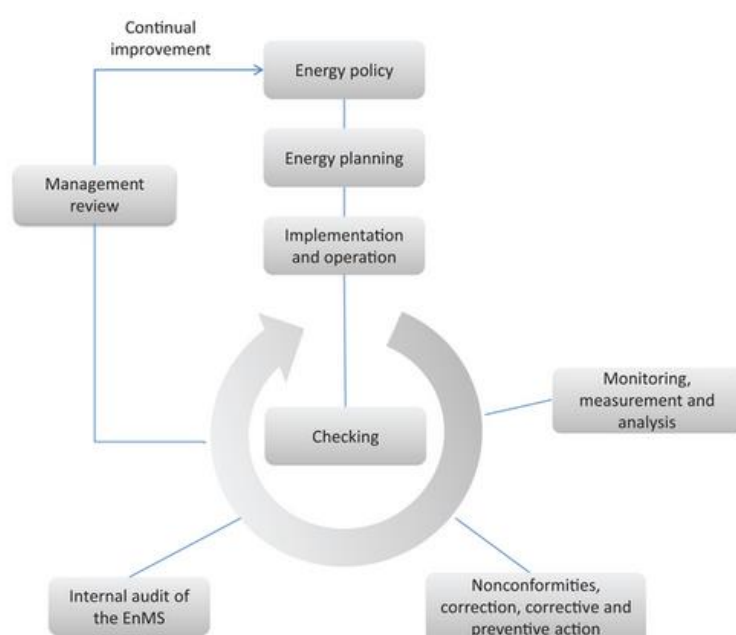 Continual
improvement
Energy policy
Energy planning
Management
review
Implementation
and operation
Monitoring,
measurement and
analysis
Checking
Internal audit of
the EnMS
Nonconformities,
correction, corrective and
preventive action